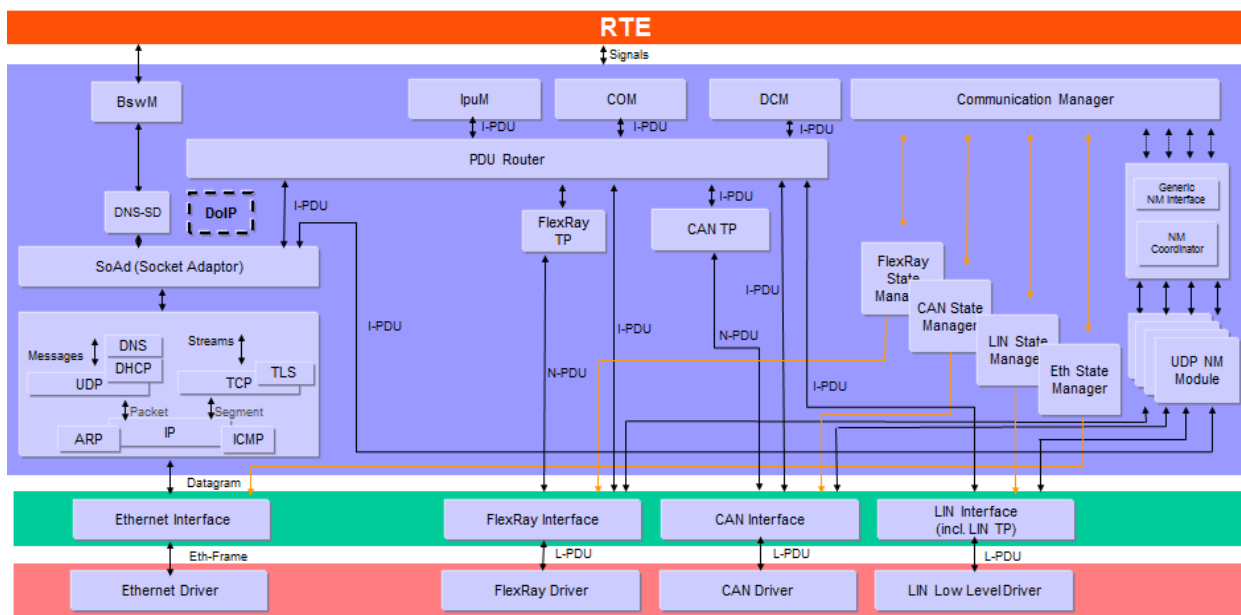 RTE
Signals
BswM
IpuM
COM
DCM
Communication Manager
I-PDU
I-PDU
I-PDU
PDU Router
Generic
NM Interface
NM
Coordinator
DNS-SD
DoIP
I-PDU
FlexRay
TP
I-PDU
CAN TP
SoAd (Socket Adaptor)
FlexRay
State
Manager
CAN State
Manager
LIN State
Manager
Eth State
Manager
UDP NM
Module
I-PDU
I-PDU
I-PDU
N-PDU
N-PDU
I-PDU
Messages
DNS
DHCP
UDP
Streams
TLS
TCP
Packet
Segment
ARP
IP
ICMP
Datagram
Ethernet Interface
FlexRay Interface
CAN Interface
LIN Interface
(incl. LIN TP)
Eth-Frame
L-PDU
L-PDU
L-PDU
Ethernet Driver
FlexRay Driver
CAN Driver
LIN Low Level Driver